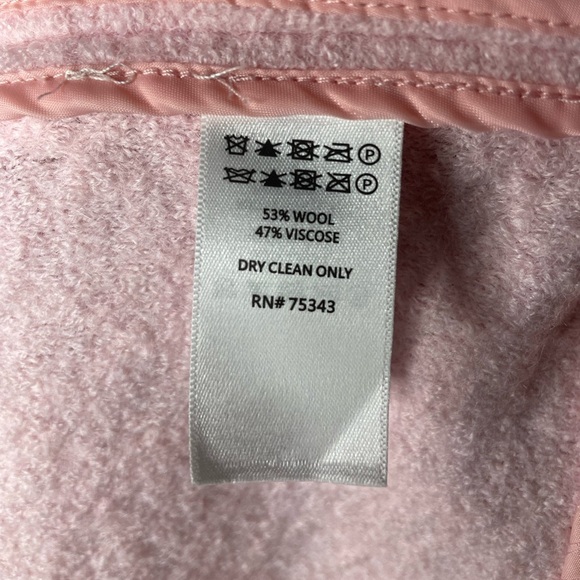 P
P
53% WOOL
47% VISCOSE
DRY CLEAN ONLY
RN# 75343